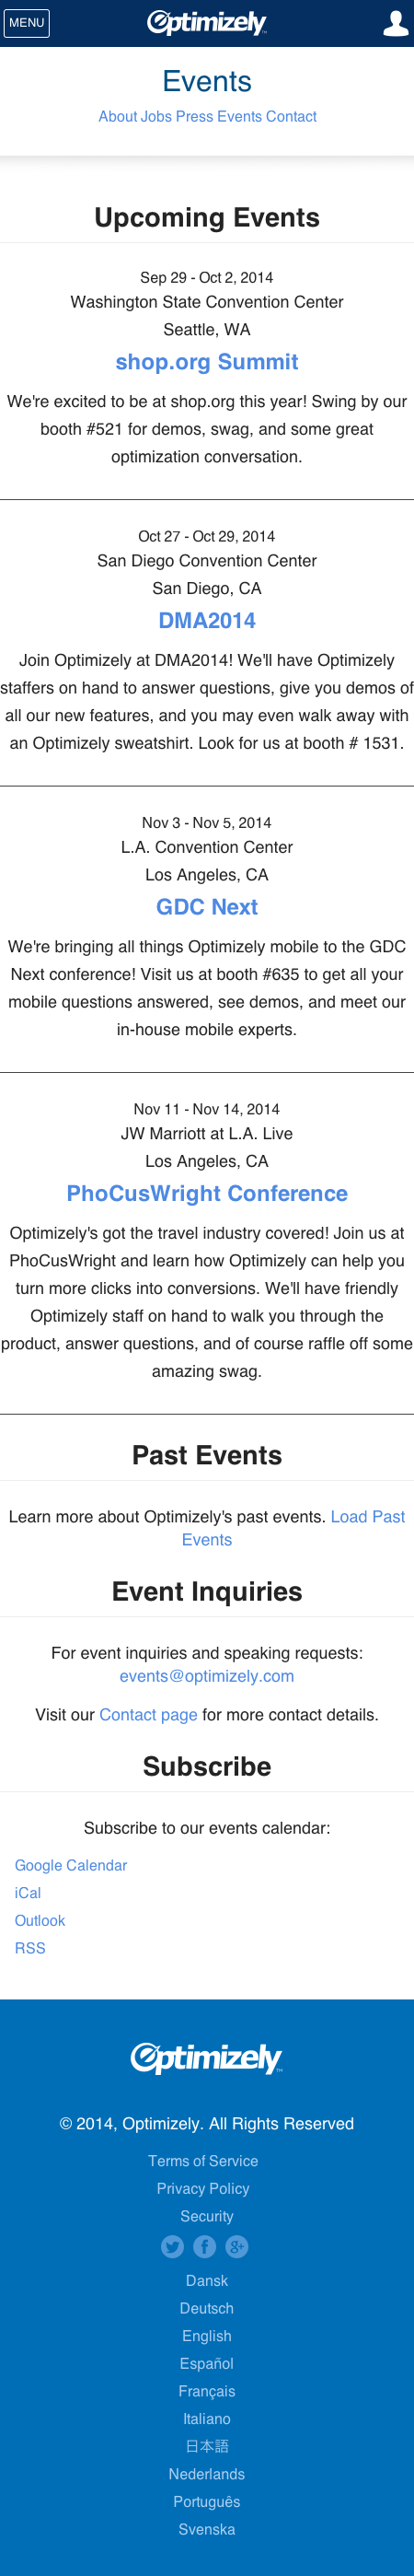 MENU
Optimizely
Events
About Jobs Press Events Contact
Upcoming Events
Sep 29 - Oct 2, 2014
Washington State Convention Center
Seattle, WA
shop.org Summit
We're excited to be at shop.org this year! Swing by our
booth #521 for demos, swag, and some great
optimization conversation.
Oct 27 - Oct 29, 2014
San Diego Convention Center
San Diego, CA
DMA2014
Join Optimizely at DMA2014! We'll have Optimizely
staffers on hand to answer questions, give you demos of
all our new features, and you may even walk away with
an Optimizely sweatshirt. Look for us at booth # 1531.
Nov 3 - Nov 5, 2014
L.A. Convention Center
Los Angeles, CA
GDC Next
We're bringing all things Optimizely mobile to the GDC
Next conference! Visit us at booth #635 to get all your
mobile questions answered, see demos, and meet our
in-house mobile experts.
Nov 11 - Nov 14, 2014
JW Marriott at L.A. Live
Los Angeles, CA
PhoCusWright Conference
Optimizely's got the travel industry covered! Join us at
PhoCusWright and learn how Optimizely can help you
turn more clicks into conversions. We'll have friendly
Optimizely staff on hand to walk you through the
product, answer questions, and of course raffle off some
amazing swag.
Past Events
Learn more about Optimizely's past events. Load Past
Events
Event Inquiries
For event inquiries and speaking requests:
events@optimizely.com
Visit our Contact page for more contact details.
Subscribe
Subscribe to our events calendar:
Google Calendar
iCal
Outlook
RSS
Optimizely
© 2014, Optimizely. All Rights Reserved
Terms of Service
Privacy Policy
Security
Dansk
Deutsch
English
Español
Français
Italiano
日本語
Nederlands
Português
Svenska